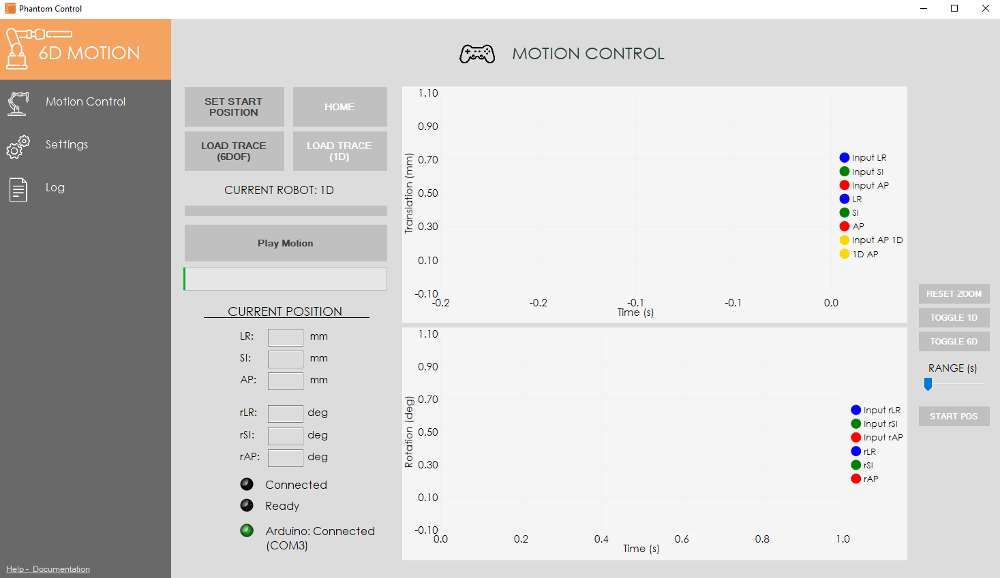 Phantom Control
6D MOTION
Motion Control
Settings
Log
Help - Documentation
MOTION CONTROL
SET START
POSITION
HOME
LOAD TRACE
(6DOF)
LOAD TRACE
(1D)
CURRENT ROBOT: 1D
Play Motion
CURRENT POSITION
LR: mm
SI: mm
AP: mm
rLR: deg
rSI: deg
rAP: deg
Connected
Ready
Arduino: Connected
(COM3)
Translation (mm)
1.10
0.90
0.70
0.50
0.30
0.10
-0.10
-0.2 -0.2 -0.1 -0.1 0.0
Time (s)
Input LR
Input SI
Input AP
LR
SI
AP
Input AP 1D
1D AP
Rotation (deg)
1.10
0.90
0.70
0.50
0.30
0.10
-0.10
0.0 0.2 0.4 0.6 0.8 1.0
Time (s)
Input rLR
Input rSI
Input rAP
rLR
rSI
rAP
RESET ZOOM
TOGGLE 1D
TOGGLE 6D
RANGE (s)
START POS